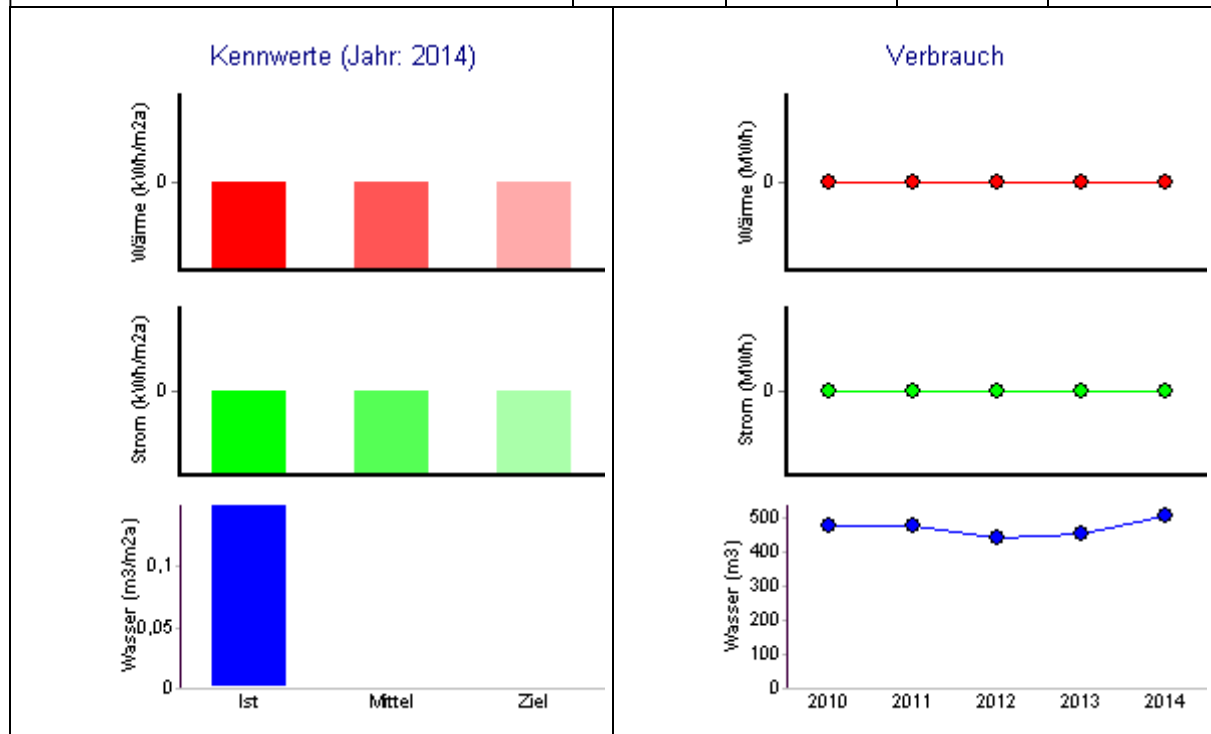 Kennwerte (Jahr: 2014)
Wärme (kWh/m2a)
0
Strom (kWh/m2a)
0
Wasser (m3/m2a)
0,1
0,05
0
Ist Mittel Ziel
Verbrauch
Wärme (MWh)
0
Strom (MWh)
0
Wasser (m3)
500
400
300
200
100
0
2010 2011 2012 2013 2014